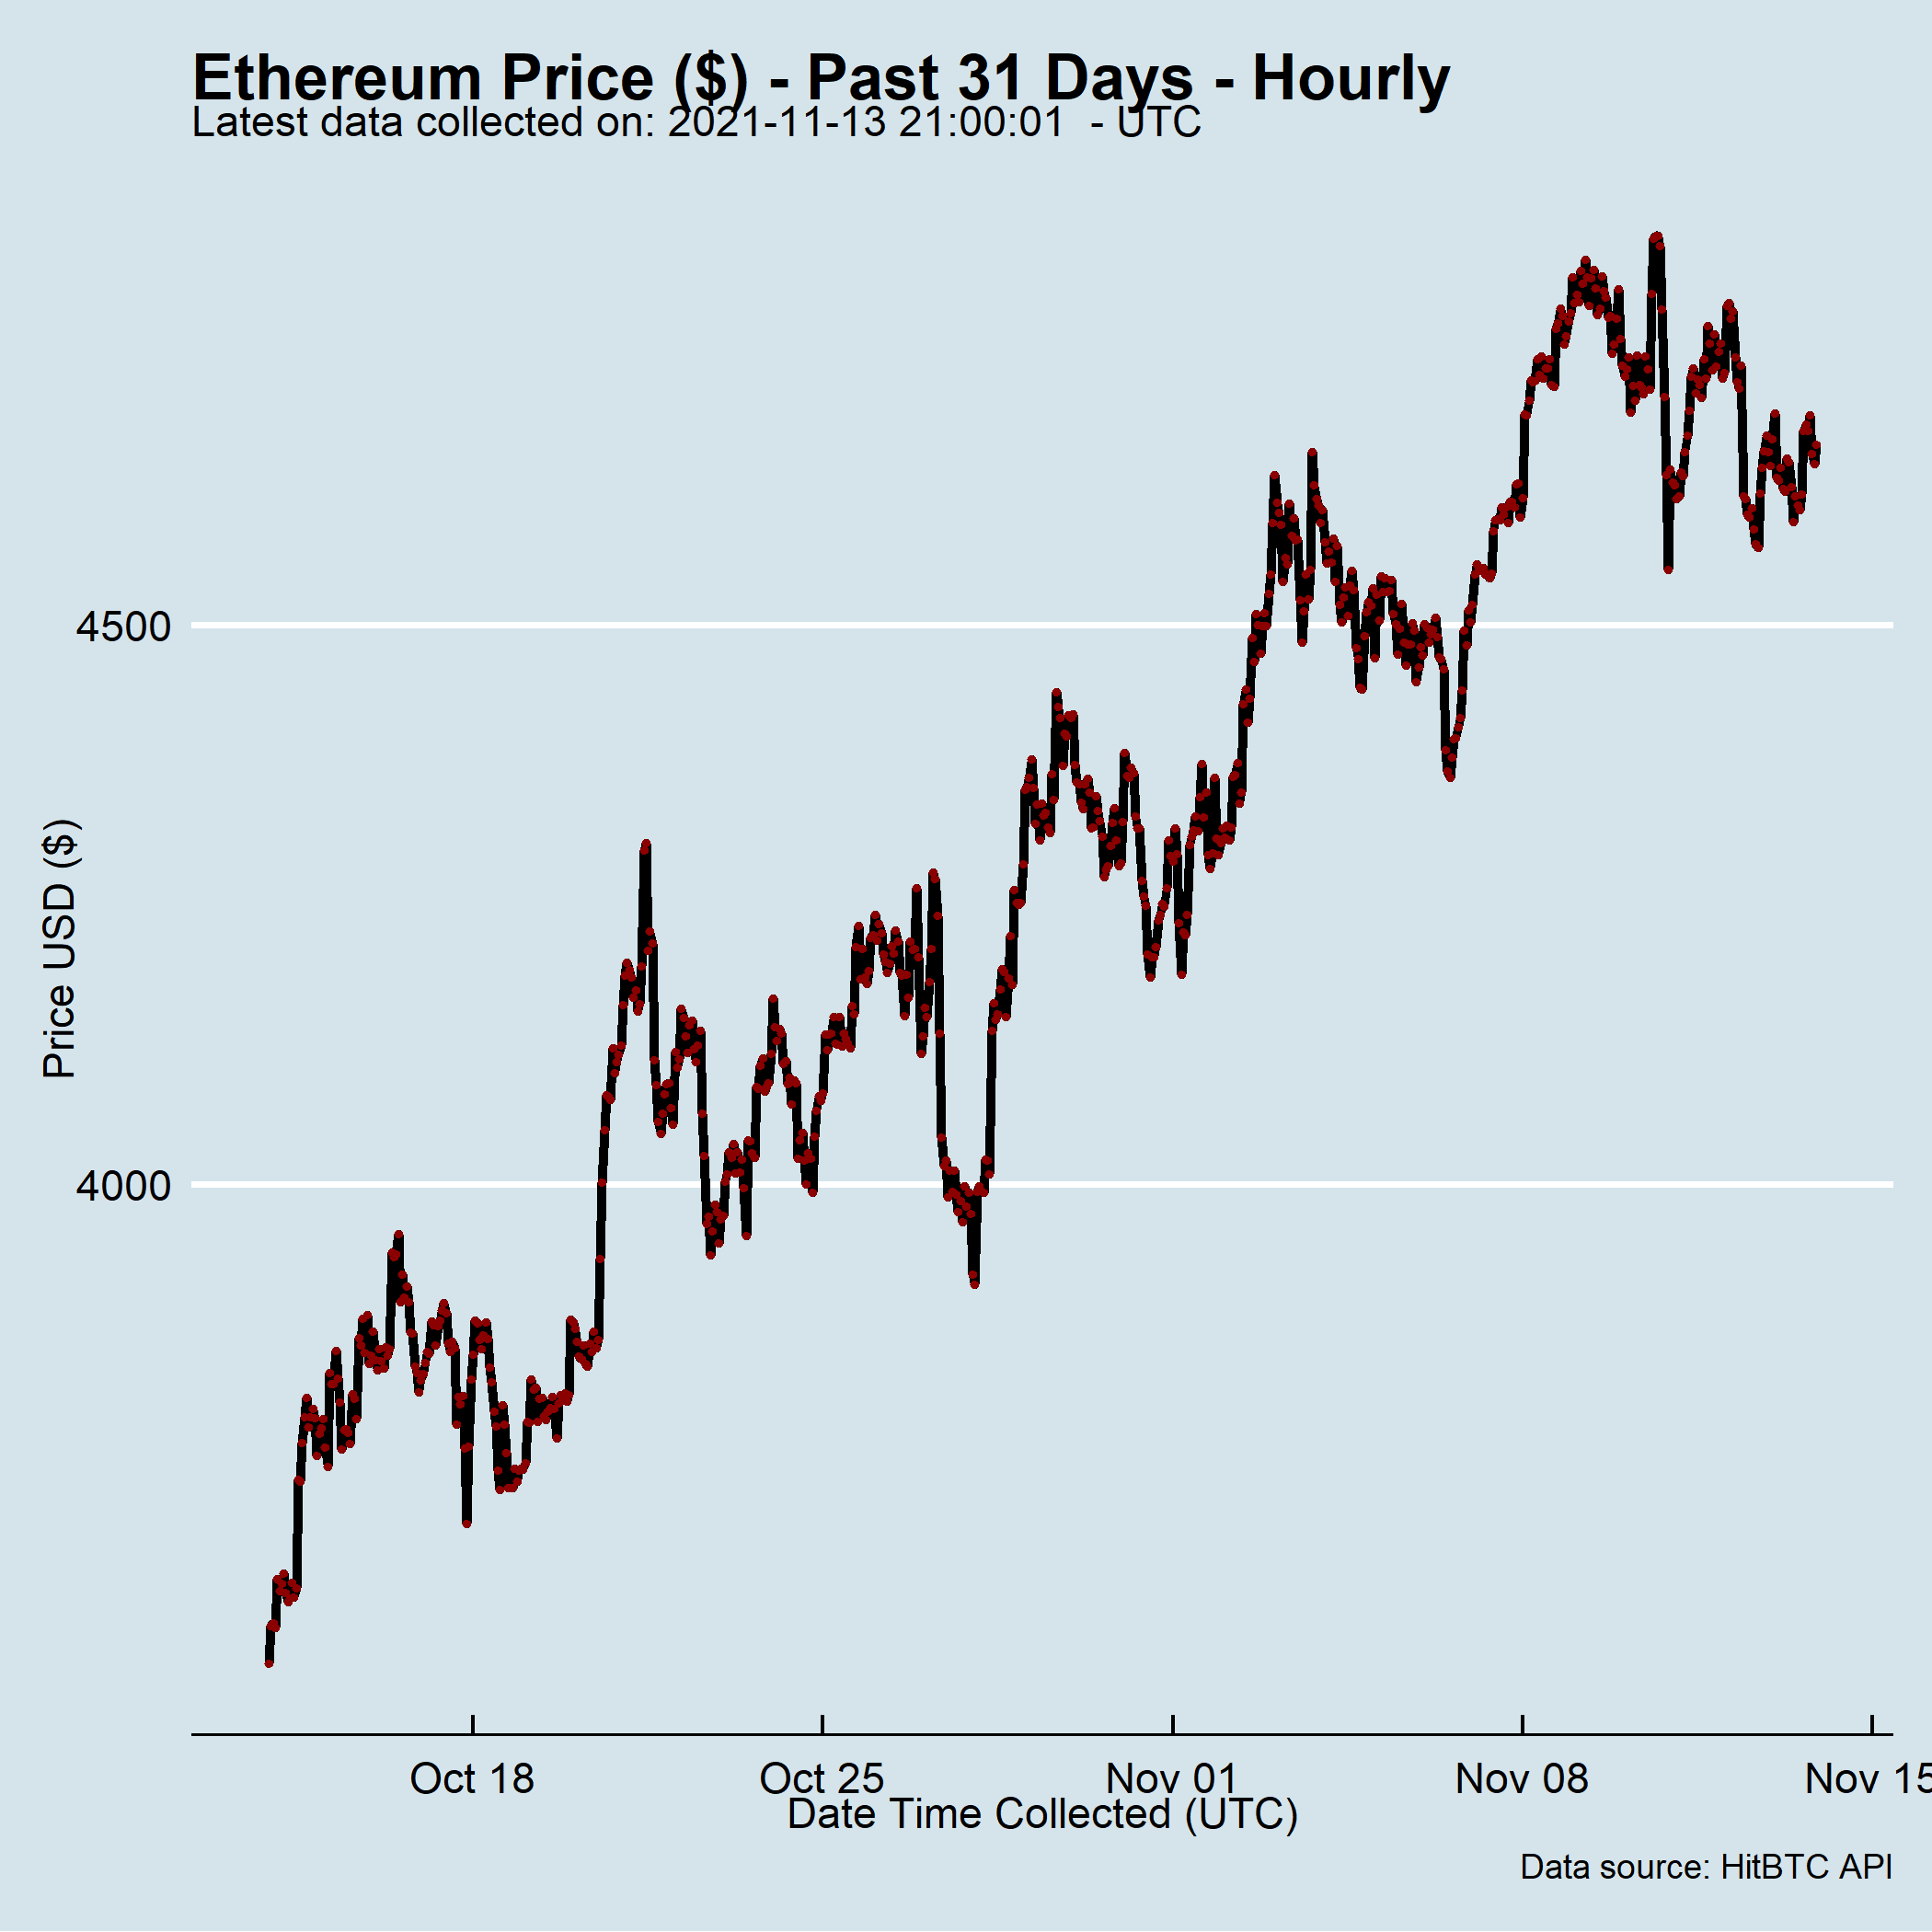 Ethereum Price ($) - Past 31 Days - Hourly
Latest data collected on: 2021-11-13 21:00:01  - UTC
Price USD ($)
4500
4000
Oct 18
Oct 25
Nov 01
Nov 08
Nov 15
Date Time Collected (UTC)
Data source: HitBTC API